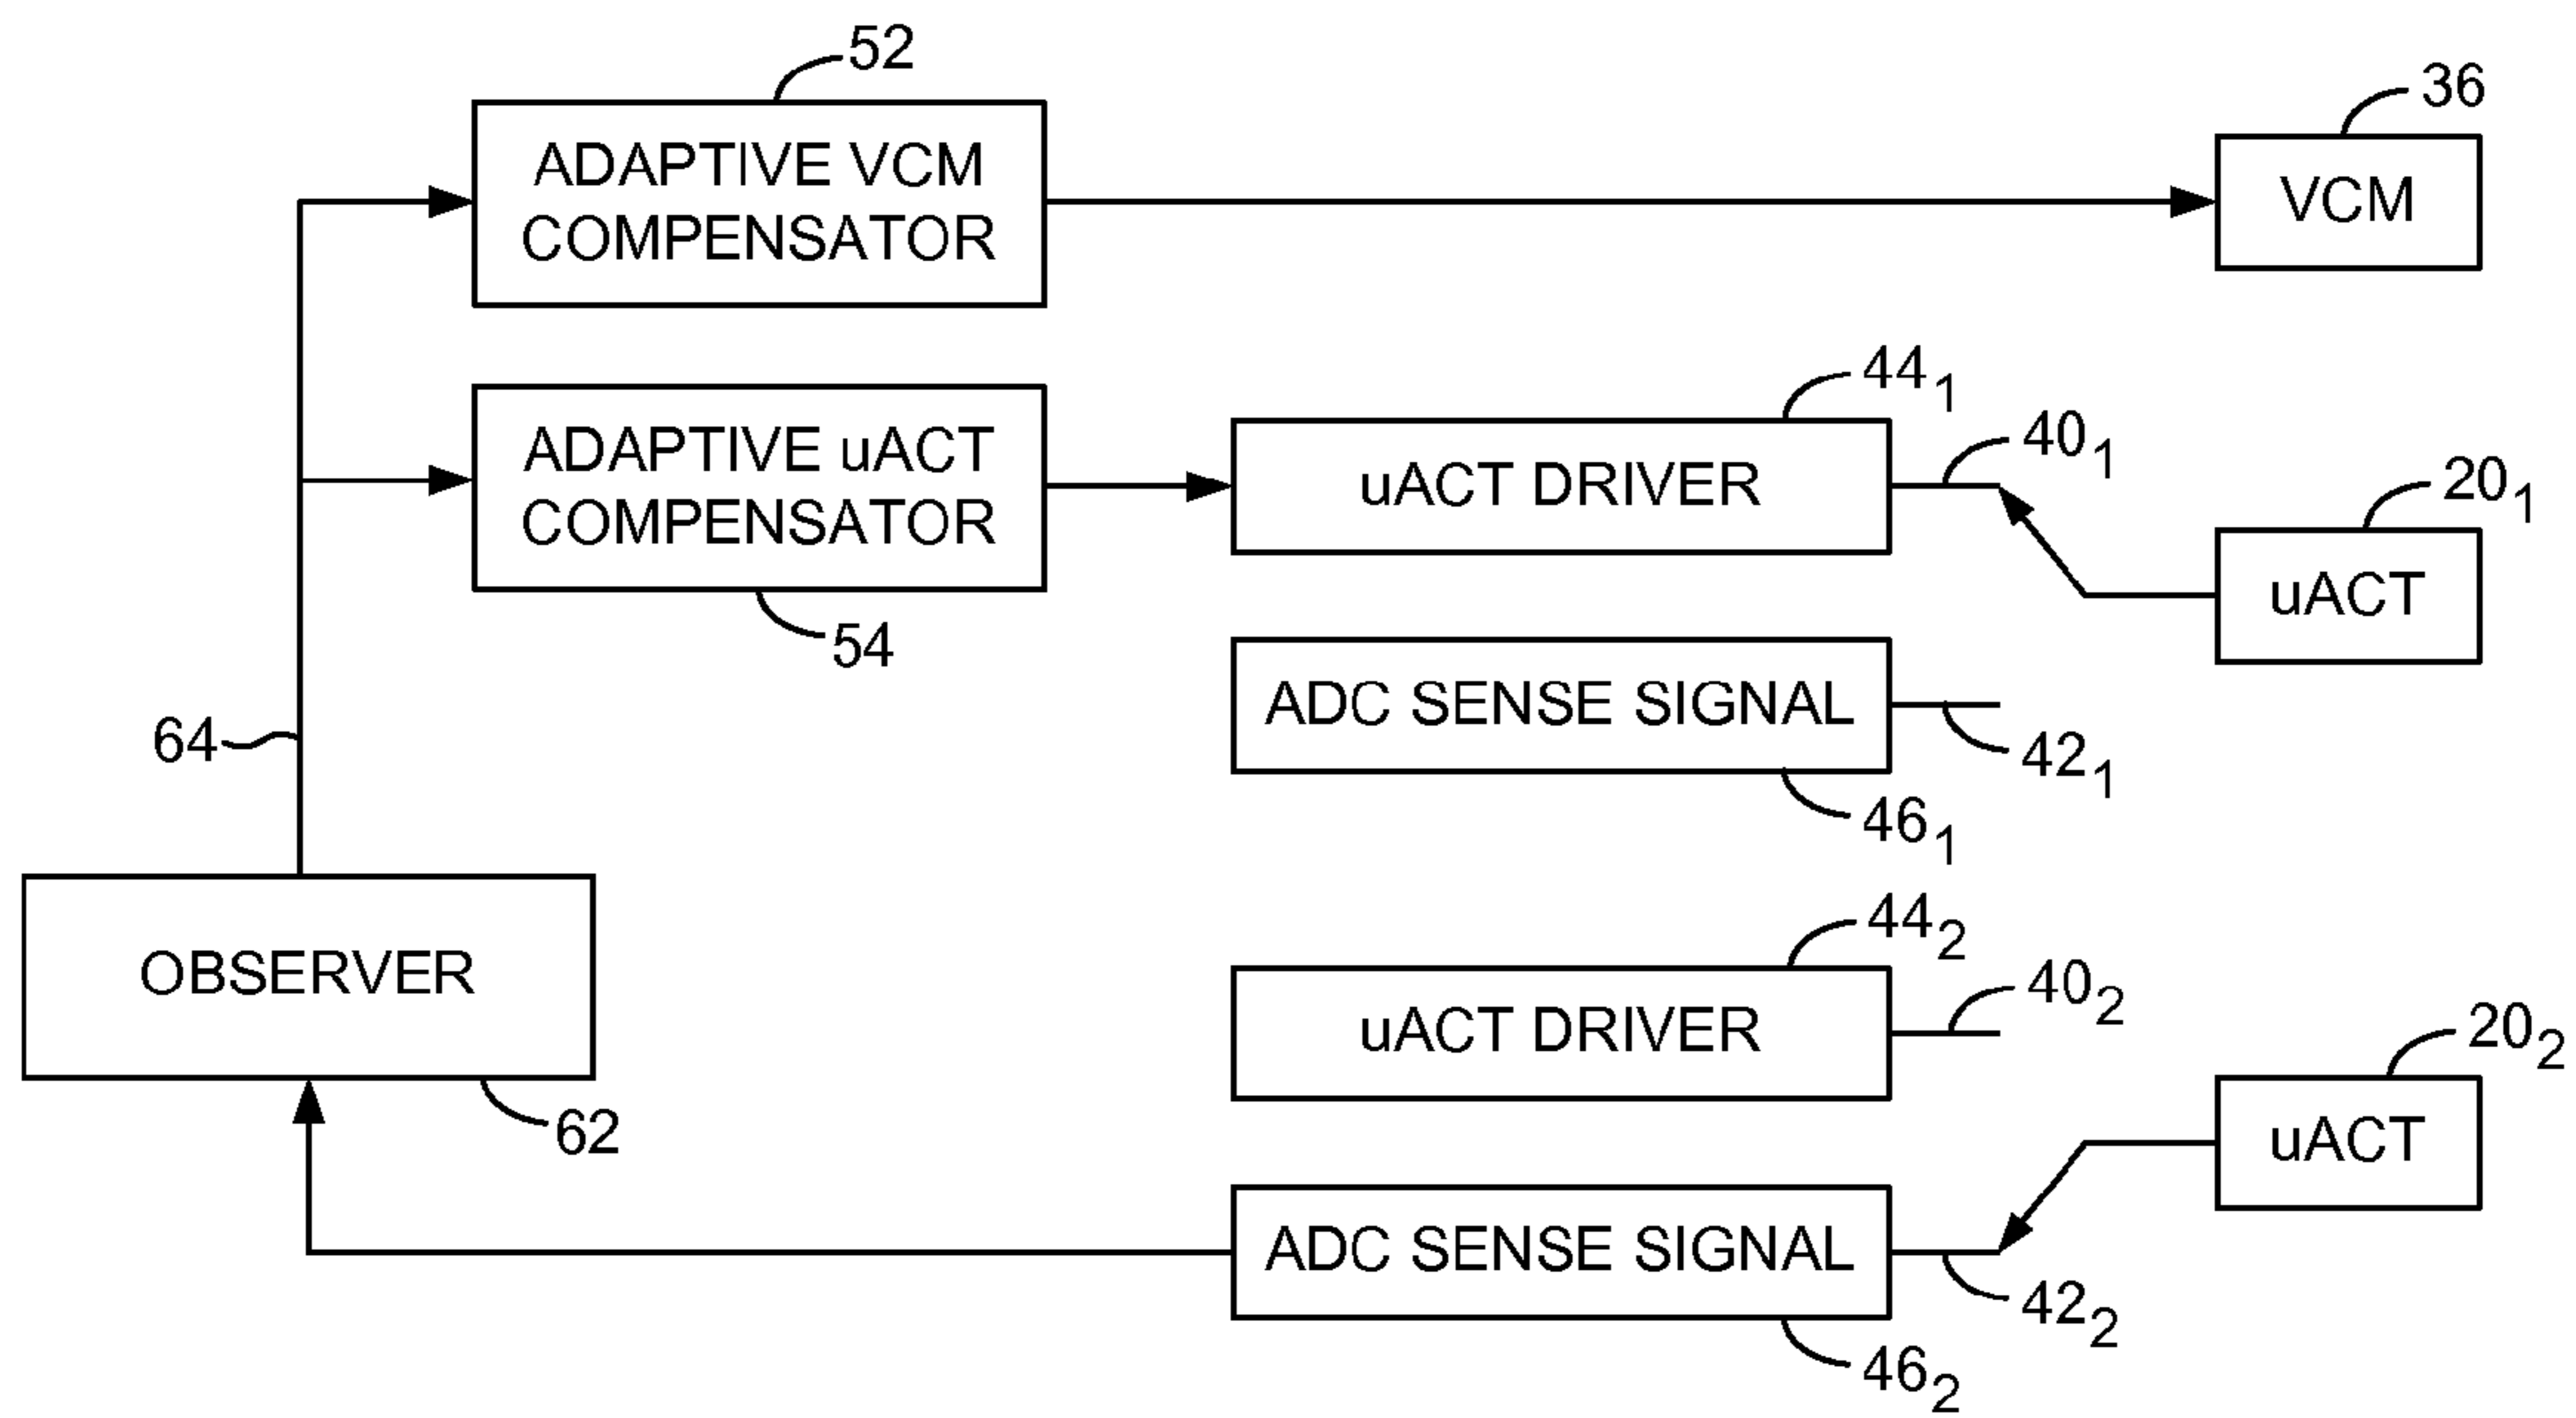 52
36
ADAPTIVE VCM
COMPENSATOR
VCM
44₁
40₁
ADAPTIVE uACT
COMPENSATOR
uACT DRIVER
20₁
uACT
54
ADC SENSE SIGNAL
64
42₁
46₁
44₂
OBSERVER
40₂
uACT DRIVER
20₂
62
uACT
ADC SENSE SIGNAL
42₂
46₂